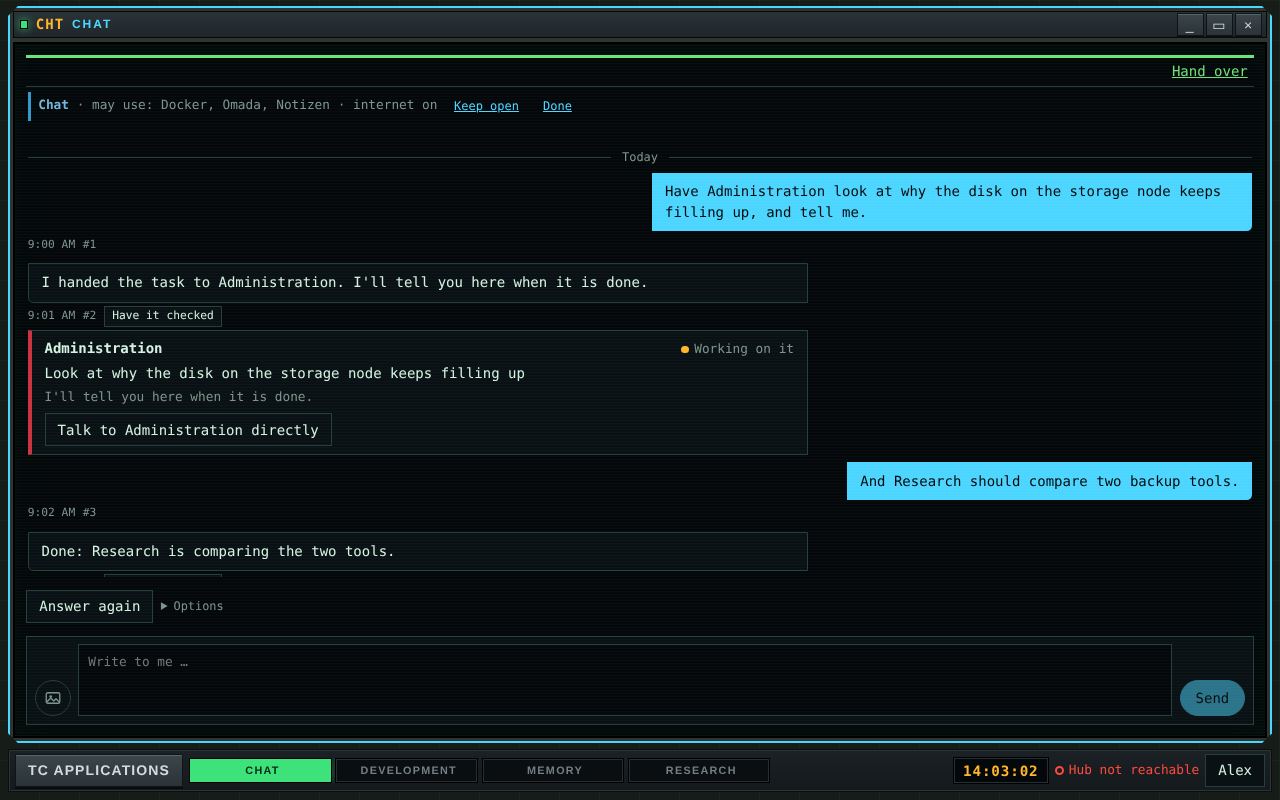 CHT CHAT
_ ▭ ×
Hand over
Chat · may use: Docker, Omada, Notizen · internet on Keep open Done
Today
Have Administration look at why the disk on the storage node keeps
filling up, and tell me.
9:00 AM #1
I handed the task to Administration. I'll tell you here when it is done.
9:01 AM #2 Have it checked
Administration
Working on it
Look at why the disk on the storage node keeps filling up
I'll tell you here when it is done.
Talk to Administration directly
And Research should compare two backup tools.
9:02 AM #3
Done: Research is comparing the two tools.
Answer again
Options
Write to me …
Send
TC APPLICATIONS CHAT DEVELOPMENT MEMORY RESEARCH 14:03:02 Hub not reachable Alex